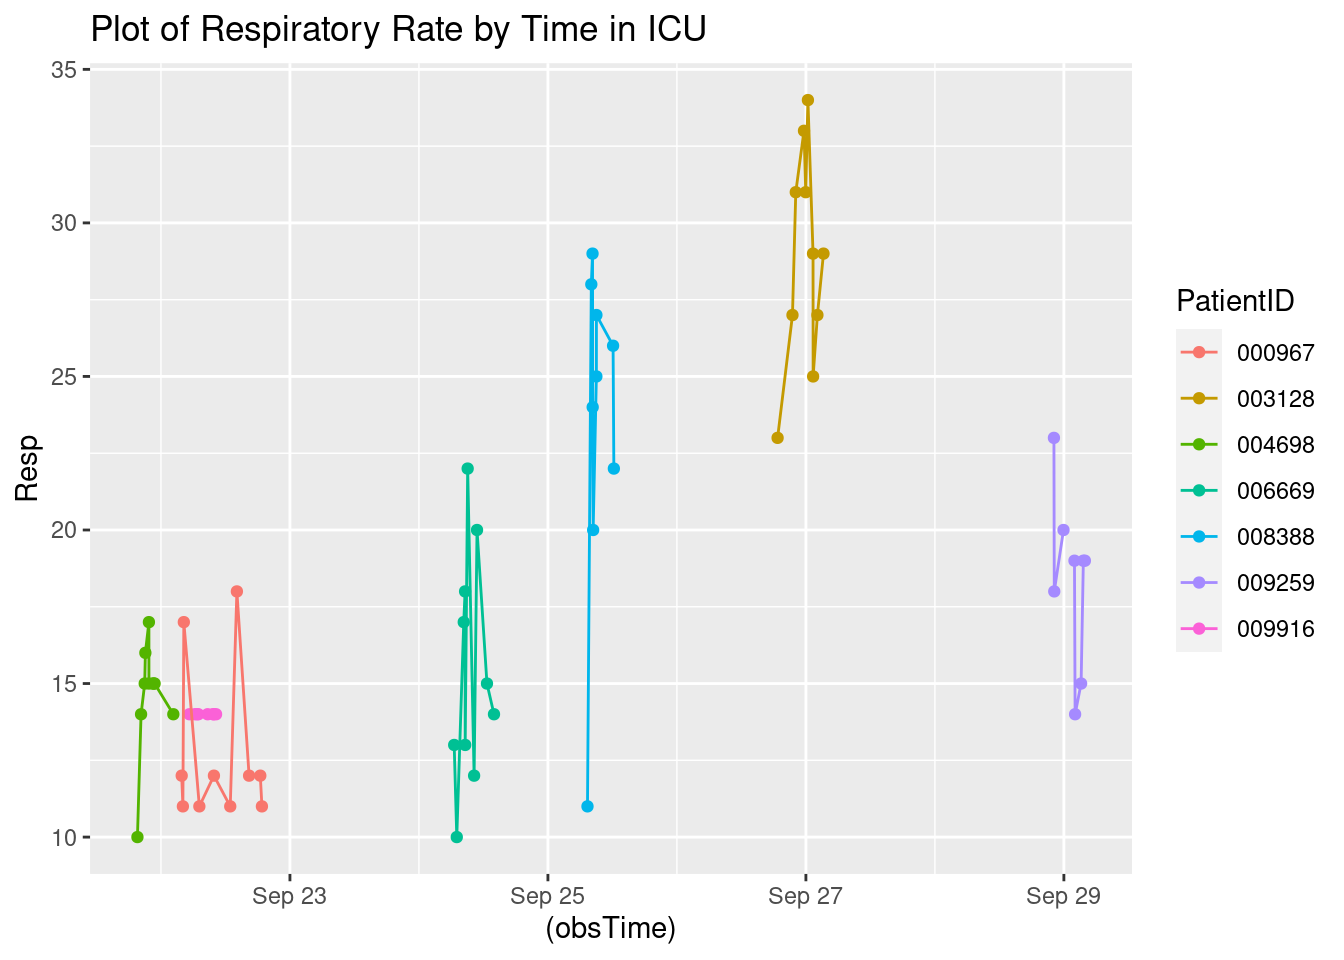 Plot of Respiratory Rate by Time in ICU
35
30
25
20
15
10
Resp
Sep 23
Sep 25
Sep 27
Sep 29
(obsTime)
PatientID
000967
003128
004698
006669
008388
009259
009916